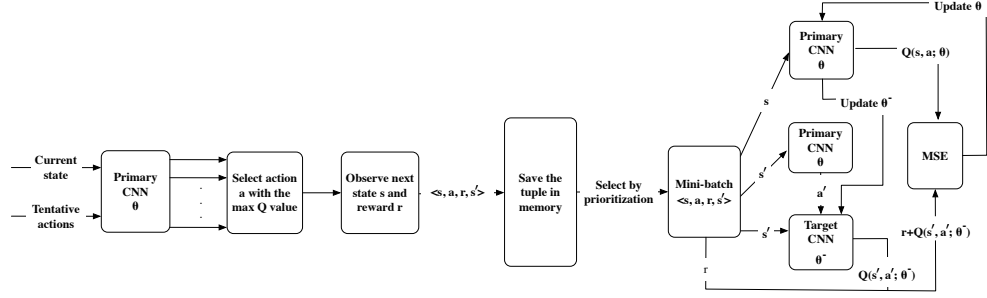 Current
state
Tentative
actions
Primary
CNN
θ
.
.
.
Select action
a with the
max Q value
Observe next
state s and
reward r
<s, a, r, s′>
Save the
tuple in
memory
Select by
prioritization
Mini-batch
<s, a, r, s′>
s
s′
s′
r
Primary
CNN
θ
Update θ
Q(s, a; θ)
Update θ⁻
Primary
CNN
θ
a′
Target
CNN
θ⁻
Q(s′, a′; θ⁻)
MSE
r+Q(s′, a′; θ⁻)